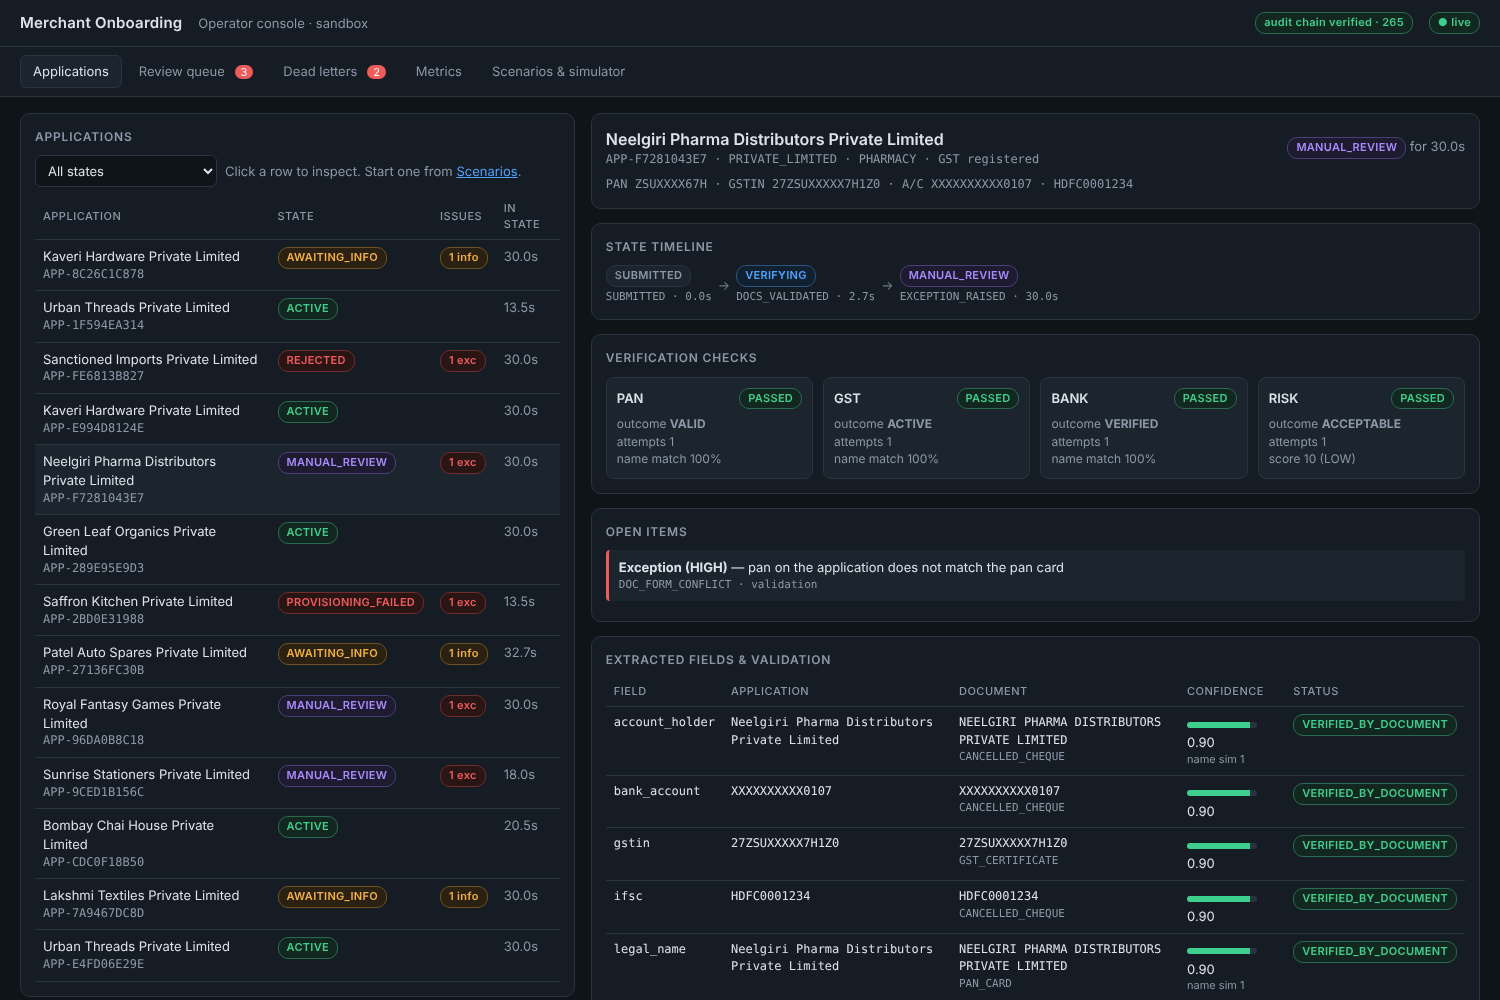 Merchant Onboarding
Operator console · sandbox
audit chain verified · 265
live
Applications
Review queue 3
Dead letters 2
Metrics
Scenarios & simulator
APPLICATIONS
All states
Click a row to inspect. Start one from Scenarios.
APPLICATION STATE ISSUES IN STATE
Kaveri Hardware Private Limited AWAITING_INFO 1 info 30.0s
APP-8C26C1C878
Urban Threads Private Limited ACTIVE 13.5s
APP-1F594EA314
Sanctioned Imports Private Limited REJECTED 1 exc 30.0s
APP-FE6813B827
Kaveri Hardware Private Limited ACTIVE 30.0s
APP-E994D8124E
Neelgiri Pharma Distributors MANUAL_REVIEW 1 exc 30.0s
Private Limited
APP-F7281043E7
Green Leaf Organics Private ACTIVE 30.0s
Limited
APP-289E95E9D3
Saffron Kitchen Private Limited PROVISIONING_FAILED 1 exc 13.5s
APP-2BD0E31988
Patel Auto Spares Private Limited AWAITING_INFO 1 info 32.7s
APP-27136FC30B
Royal Fantasy Games Private MANUAL_REVIEW 1 exc 30.0s
Limited
APP-96DA0B8C18
Sunrise Stationers Private Limited MANUAL_REVIEW 1 exc 18.0s
APP-9CED1B156C
Bombay Chai House Private ACTIVE 20.5s
Limited
APP-CDC0F18B50
Lakshmi Textiles Private Limited AWAITING_INFO 1 info 30.0s
APP-7A9467DC8D
Urban Threads Private Limited ACTIVE 30.0s
APP-E4FD06E29E
Neelgiri Pharma Distributors Private Limited
APP-F7281043E7 · PRIVATE_LIMITED · PHARMACY · GST registered
MANUAL_REVIEW for 30.0s
PAN ZSUXXXX67H · GSTIN 27ZSUXXXXX7H1Z0 · A/C XXXXXXXXXX0107 · HDFC0001234
STATE TIMELINE
SUBMITTED → VERIFYING → MANUAL_REVIEW
SUBMITTED · 0.0s DOCS_VALIDATED · 2.7s EXCEPTION_RAISED · 30.0s
VERIFICATION CHECKS
PAN PASSED
outcome VALID
attempts 1
name match 100%
GST PASSED
outcome ACTIVE
attempts 1
name match 100%
BANK PASSED
outcome VERIFIED
attempts 1
name match 100%
RISK PASSED
outcome ACCEPTABLE
attempts 1
score 10 (LOW)
OPEN ITEMS
Exception (HIGH) — pan on the application does not match the pan card
DOC_FORM_CONFLICT · validation
EXTRACTED FIELDS & VALIDATION
FIELD APPLICATION DOCUMENT CONFIDENCE STATUS
account_holder Neelgiri Pharma Distributors NEELGIRI PHARMA DISTRIBUTORS VERIFIED_BY_DOCUMENT
Private Limited PRIVATE LIMITED 0.90
CANCELLED_CHEQUE name sim 1
bank_account XXXXXXXXXX0107 XXXXXXXXXX0107 VERIFIED_BY_DOCUMENT
CANCELLED_CHEQUE 0.90
gstin 27ZSUXXXXX7H1Z0 27ZSUXXXXX7H1Z0 VERIFIED_BY_DOCUMENT
GST_CERTIFICATE 0.90
ifsc HDFC0001234 HDFC0001234 VERIFIED_BY_DOCUMENT
CANCELLED_CHEQUE 0.90
legal_name Neelgiri Pharma Distributors NEELGIRI PHARMA DISTRIBUTORS VERIFIED_BY_DOCUMENT
Private Limited PRIVATE LIMITED 0.90
PAN_CARD name sim 1